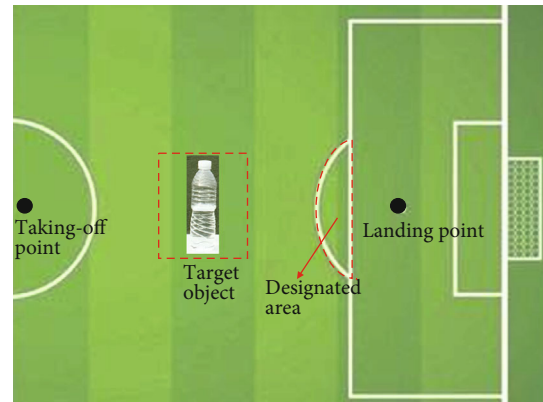 Taking-off
point
Target
object
Designated
area
Landing point